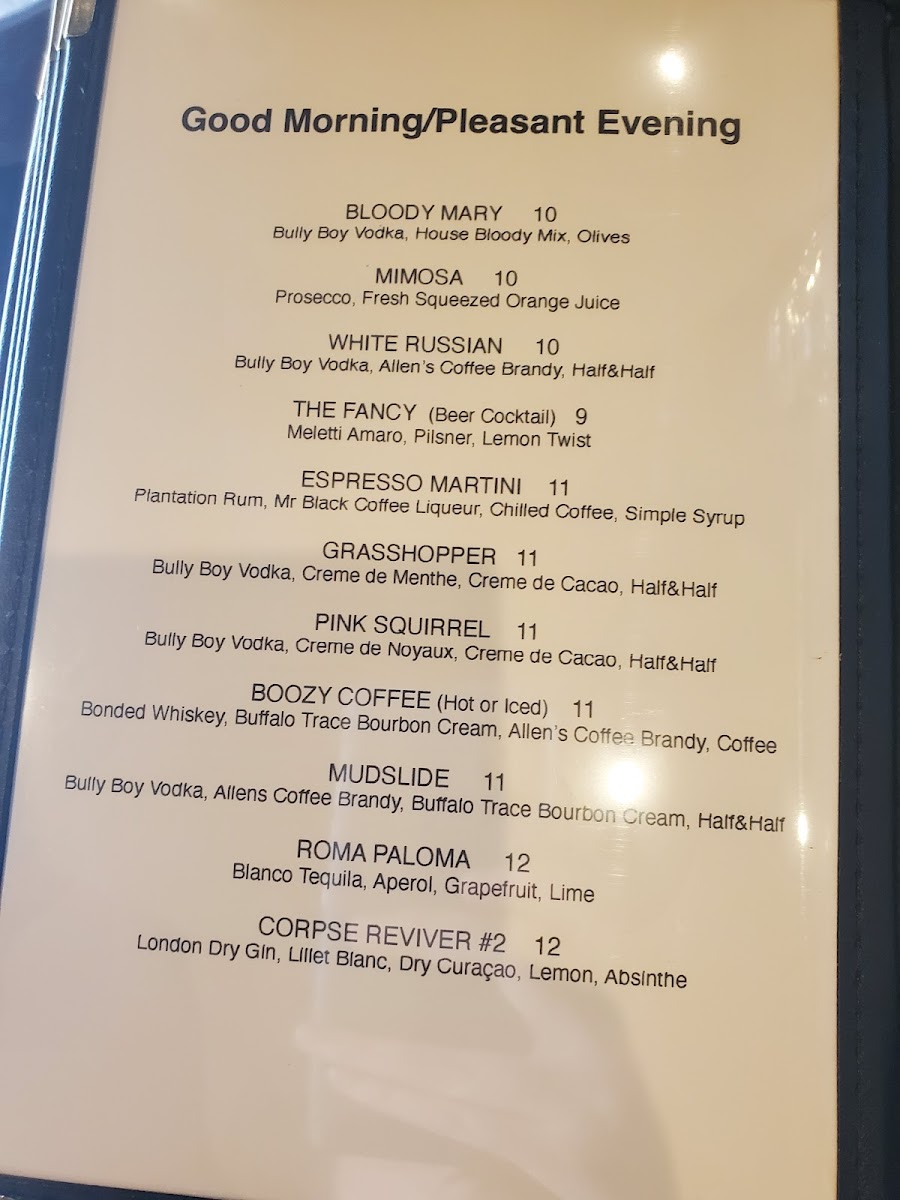 Good Morning/Pleasant Evening
BLOODY MARY 10
Bully Boy Vodka, House Bloody Mix, Olives
MIMOSA 10
Prosecco, Fresh Squeezed Orange Juice
WHITE RUSSIAN 10
Bully Boy Vodka, Allen's Coffee Brandy, Half&Half
THE FANCY (Beer Cocktail) 9
Meletti Amaro, Pilsner, Lemon Twist
ESPRESSO MARTINI 11
Plantation Rum, Mr Black Coffee Liqueur, Chilled Coffee, Simple Syrup
GRASSHOPPER 11
Bully Boy Vodka, Creme de Menthe, Creme de Cacao, Half&Half
PINK SQUIRREL 11
Bully Boy Vodka, Creme de Noyaux, Creme de Cacao, Half&Half
BOOZY COFFEE (Hot or Iced) 11
Bonded Whiskey, Buffalo Trace Bourbon Cream, Allen's Coffee Brandy, Coffee
MUDSLIDE 11
Bully Boy Vodka, Allens Coffee Brandy, Buffalo Trace Bourbon Cream, Half&Half
ROMA PALOMA 12
Blanco Tequila, Aperol, Grapefruit, Lime
CORPSE REVIVER #2 12
London Dry Gin, Lillet Blanc, Dry Curaçao, Lemon, Absinthe